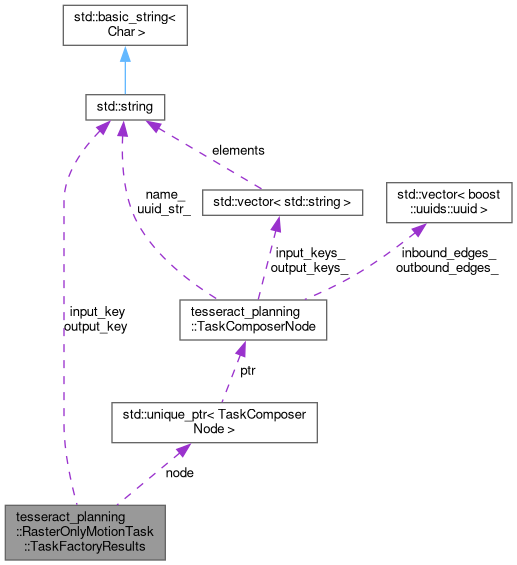 std::basic_string<
Char >
std::string
elements
name_
uuid_str_
std::vector< std::string >
std::vector< boost
::uuids::uuid >
input_keys_
output_keys_
inbound_edges_
outbound_edges_
input_key
output_key
tesseract_planning
::TaskComposerNode
ptr
std::unique_ptr< TaskComposer
Node >
node
tesseract_planning
::RasterOnlyMotionTask
::TaskFactoryResults